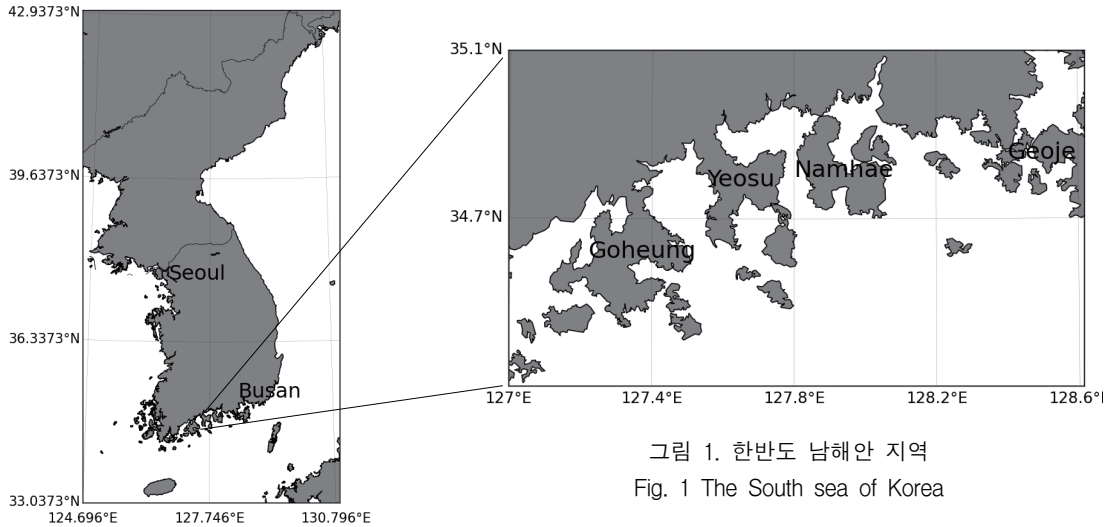 42.9373°N
39.6373°N
36.3373°N
33.0373°N
124.696°E 127.746°E 130.796°E
Seoul
Busan
35.1°N
34.7°N
127°E 127.4°E 127.8°E 128.2°E 128.6°E
Geoje
Namhae
Yeosu
Goheung
그림 1. 한반도 남해안 지역
Fig. 1 The South sea of Korea